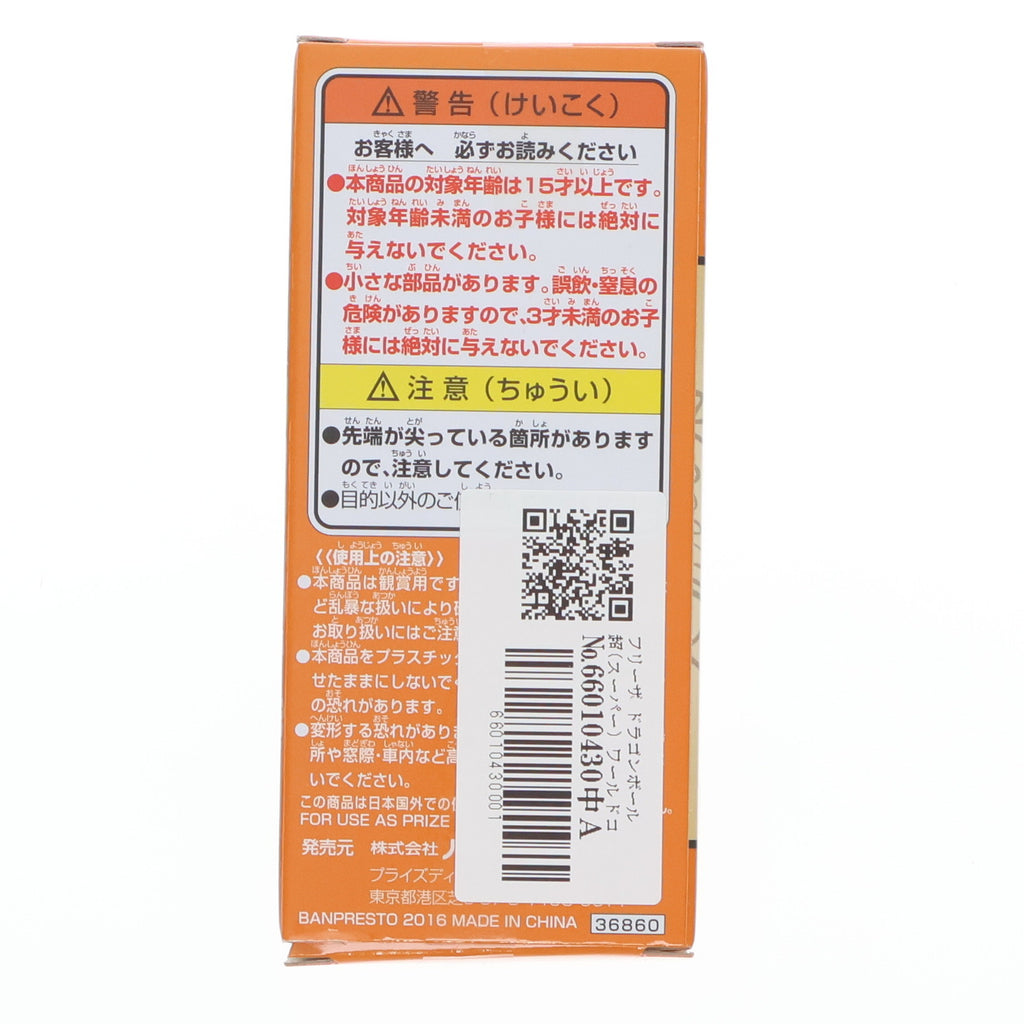 ⚠警告（けいこく）
お客様へ 必ずお読みください
●本商品の対象年齢は15才以上です。
対象年齢未満のお子様には絶対に
与えないでください。
●小さな部品があります。誤飲・窒息の
危険がありますので、3才未満のお子
様には絶対に与えないでください。
⚠注意（ちゅうい）
●先端が尖っている箇所があります
ので、注意してください。
●目的以外のご
《使用上の注意》
●本商品は観賞用です
ど乱暴な扱いにより
お取り扱いにはご注意
●本商品をプラスチッ
せたままにしないで
の恐れがあります。
●変形する恐れがあり
所や窓際・車内など高
いでください。
この商品は日本国外での
FOR USE AS PRIZE
発売元 株式会社
プライズディ
東京都港区芝
BANPRESTO 2016 MADE IN CHINA 36860
フリーザ ドラゴンボール
超(スーパー) ワールドコ
No.66010430中 A
66010430001